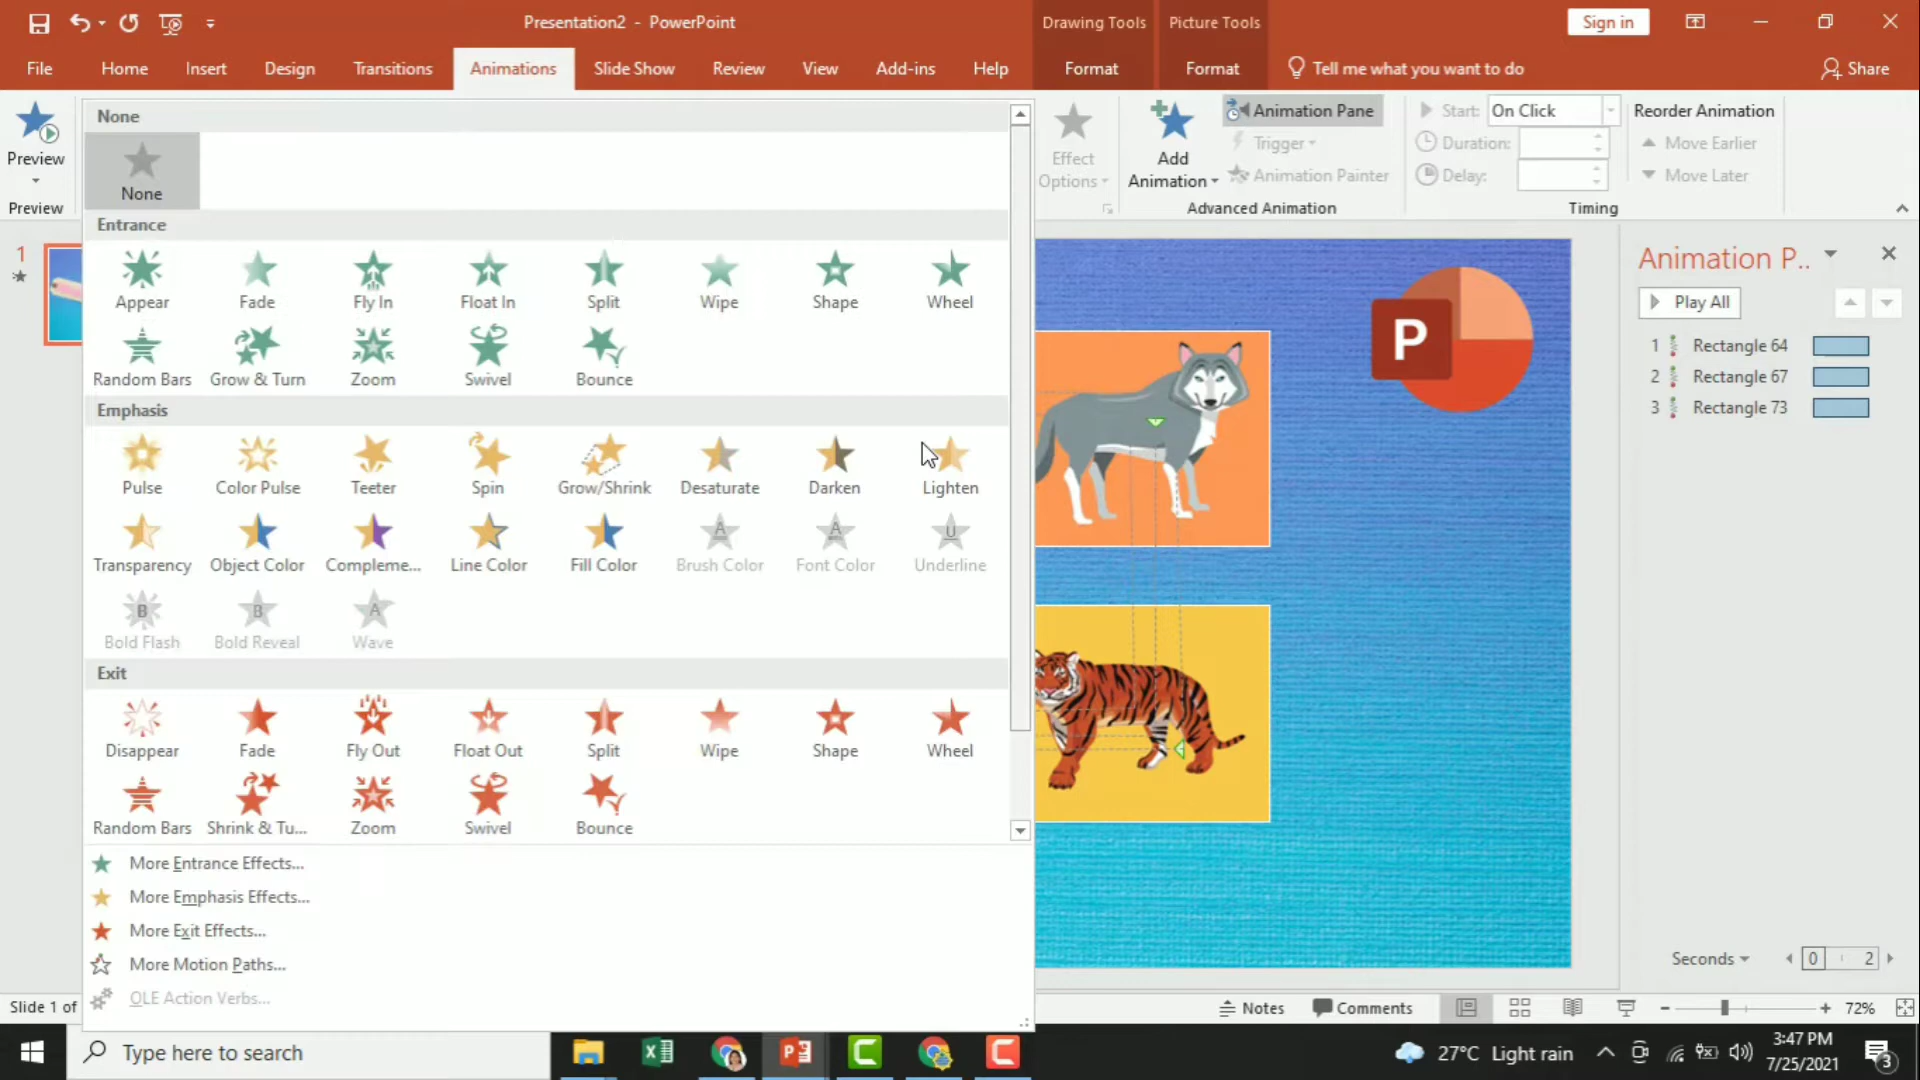 Presentation2 - PowerPoint
Drawing Tools
Picture Tools
Sign in
File
Home
Insert
Design
Transitions
Animations
Slide Show
Review
View
Add-ins
Help
Format
Format
Tell me what you want to do
Share
Preview
Preview
None
None
Entrance
Appear
Fade
Fly In
Float In
Split
Wipe
Shape
Wheel
Random Bars
Grow & Turn
Zoom
Swivel
Bounce
Emphasis
Pulse
Color Pulse
Teeter
Spin
Grow/Shrink
Desaturate
Darken
Lighten
Transparency
Object Color
Compleme...
Line Color
Fill Color
Brush Color
Font Color
Underline
Bold Flash
Bold Reveal
Wave
Exit
Disappear
Fade
Fly Out
Float Out
Split
Wipe
Shape
Wheel
Random Bars
Shrink & Tu...
Zoom
Swivel
Bounce
More Entrance Effects...
More Emphasis Effects...
More Exit Effects...
More Motion Paths...
OLE Action Verbs...
Effect
Options
Add
Animation
Animation Pane
Trigger
Animation Painter
Advanced Animation
Start: On Click
Duration:
Delay:
Timing
Reorder Animation
Move Earlier
Move Later
1
P
Animation P..
Play All
1 Rectangle 64
2 Rectangle 67
3 Rectangle 73
Seconds
0 2
Slide 1 of
Notes
Comments
72%
Type here to search
27°C Light rain
3:47 PM
7/25/2021
3